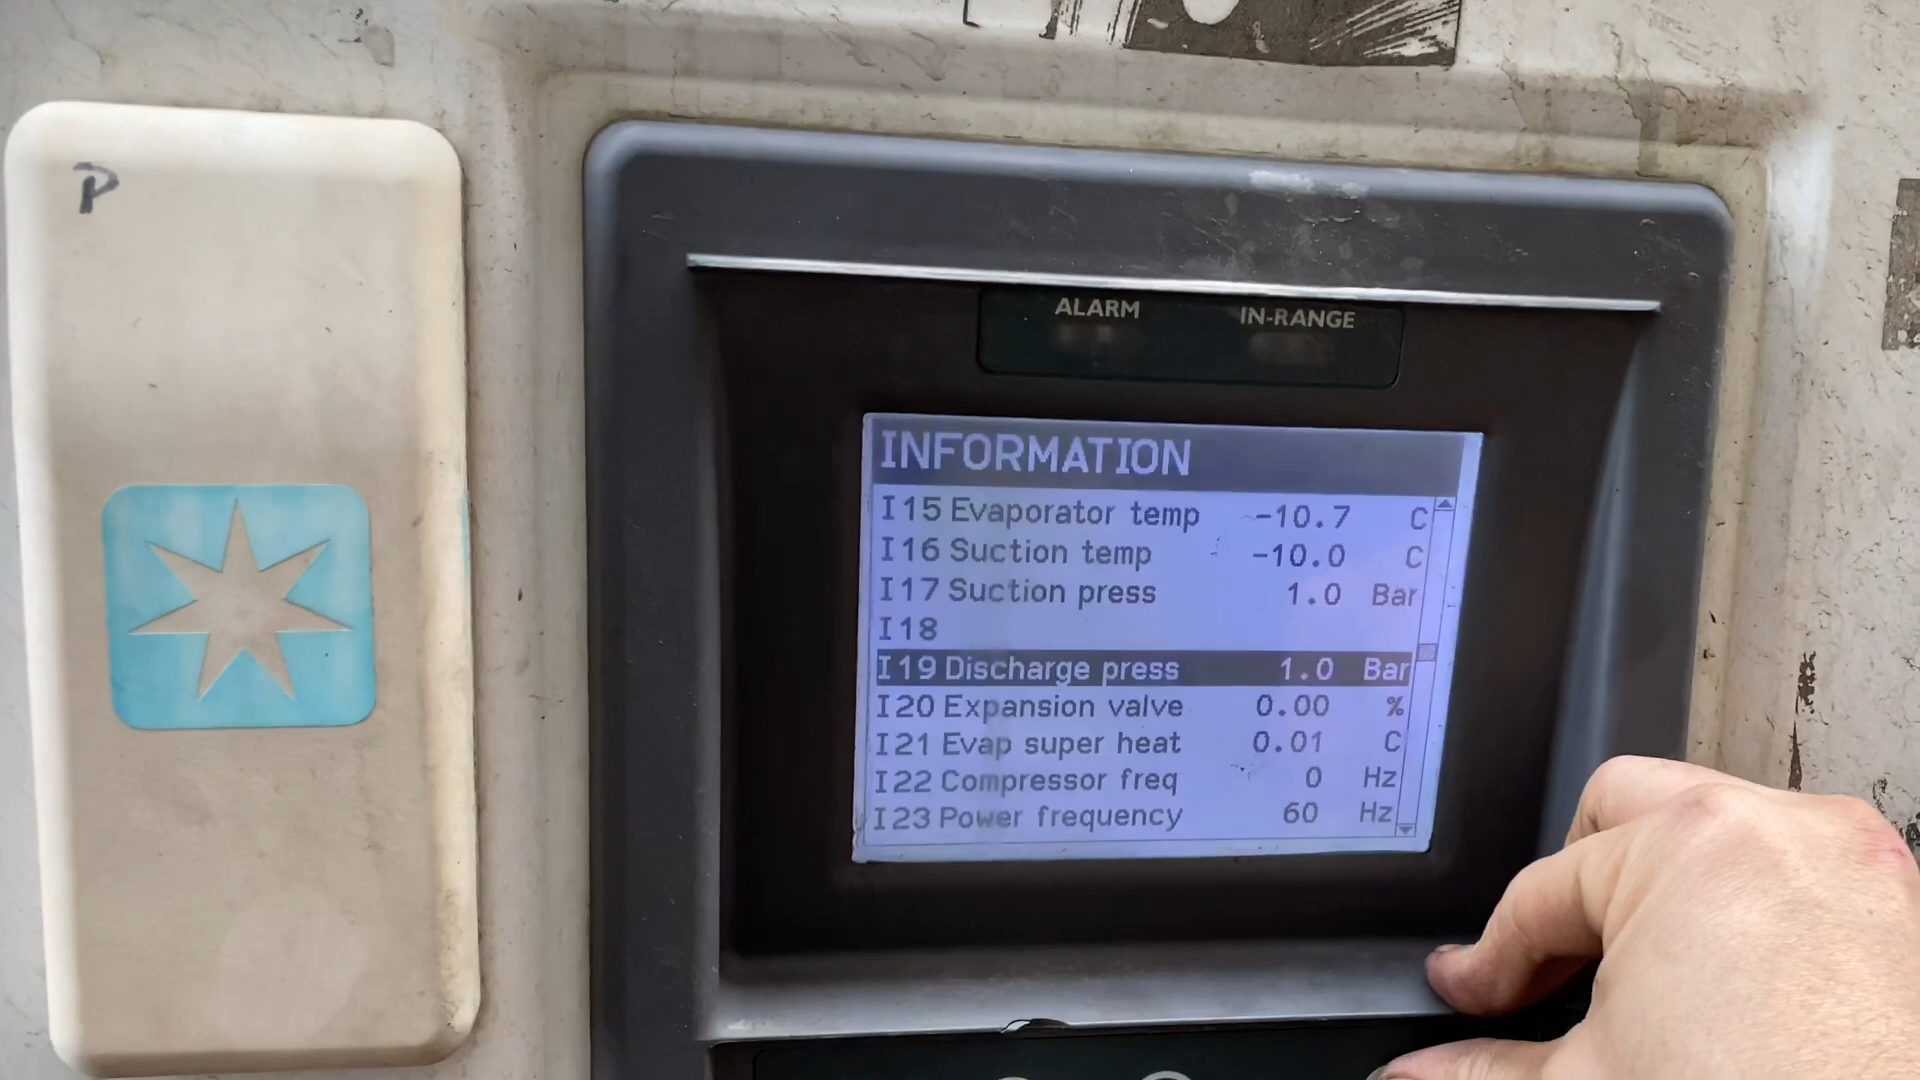 P
ALARM IN-RANGE
INFORMATION
I15 Evaporator temp -10.7 C
I16 Suction temp -10.0 C
I17 Suction press 1.0 Bar
I18
I19 Discharge press 1.0 Bar
I20 Expansion valve 0.00 %
I21 Evap super heat 0.01 C
I22 Compressor freq 0 Hz
I23 Power frequency 60 Hz